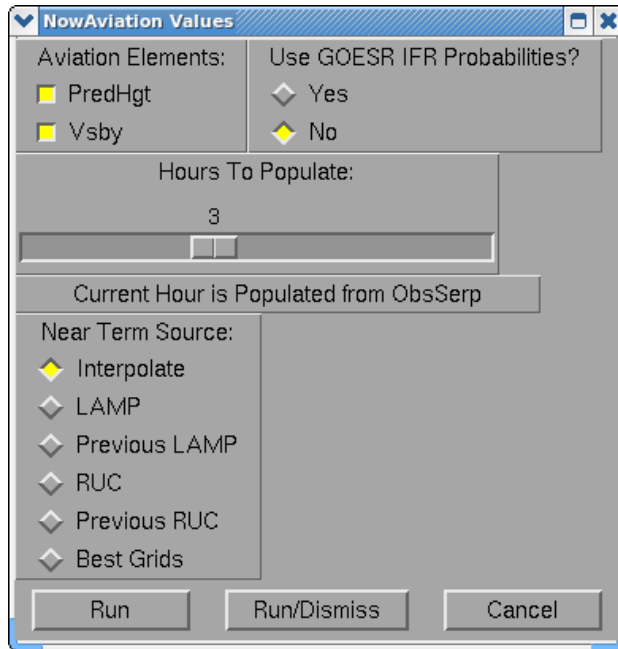 NowAviation Values
Aviation Elements:
PredHgt
Vsby
Use GOESR IFR Probabilities?
Yes
No
Hours To Populate:
3
Current Hour is Populated from ObsSerp
Near Term Source:
Interpolate
LAMP
Previous LAMP
RUC
Previous RUC
Best Grids
Run
Run/Dismiss
Cancel